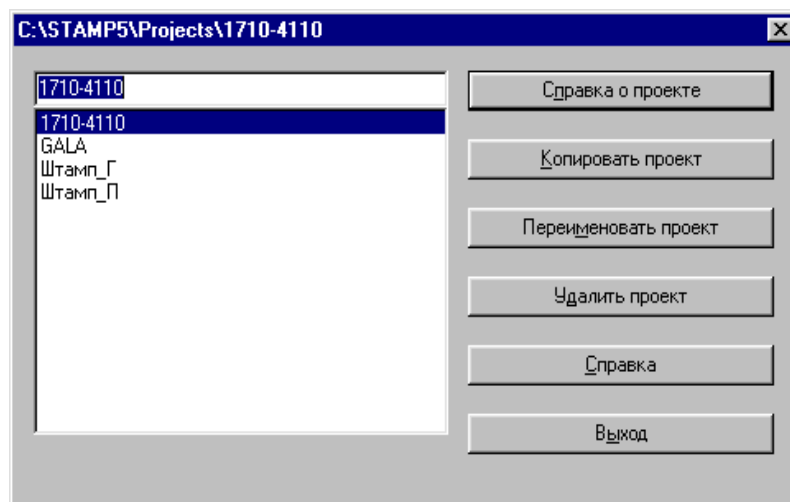 C:\STAMP5\Projects\1710-4110
1710-4110
1710-4110
GALA
Штамп_Г
Штамп_П
Справка о проекте
Копировать проект
Переименовать проект
Удалить проект
Справка
Выход